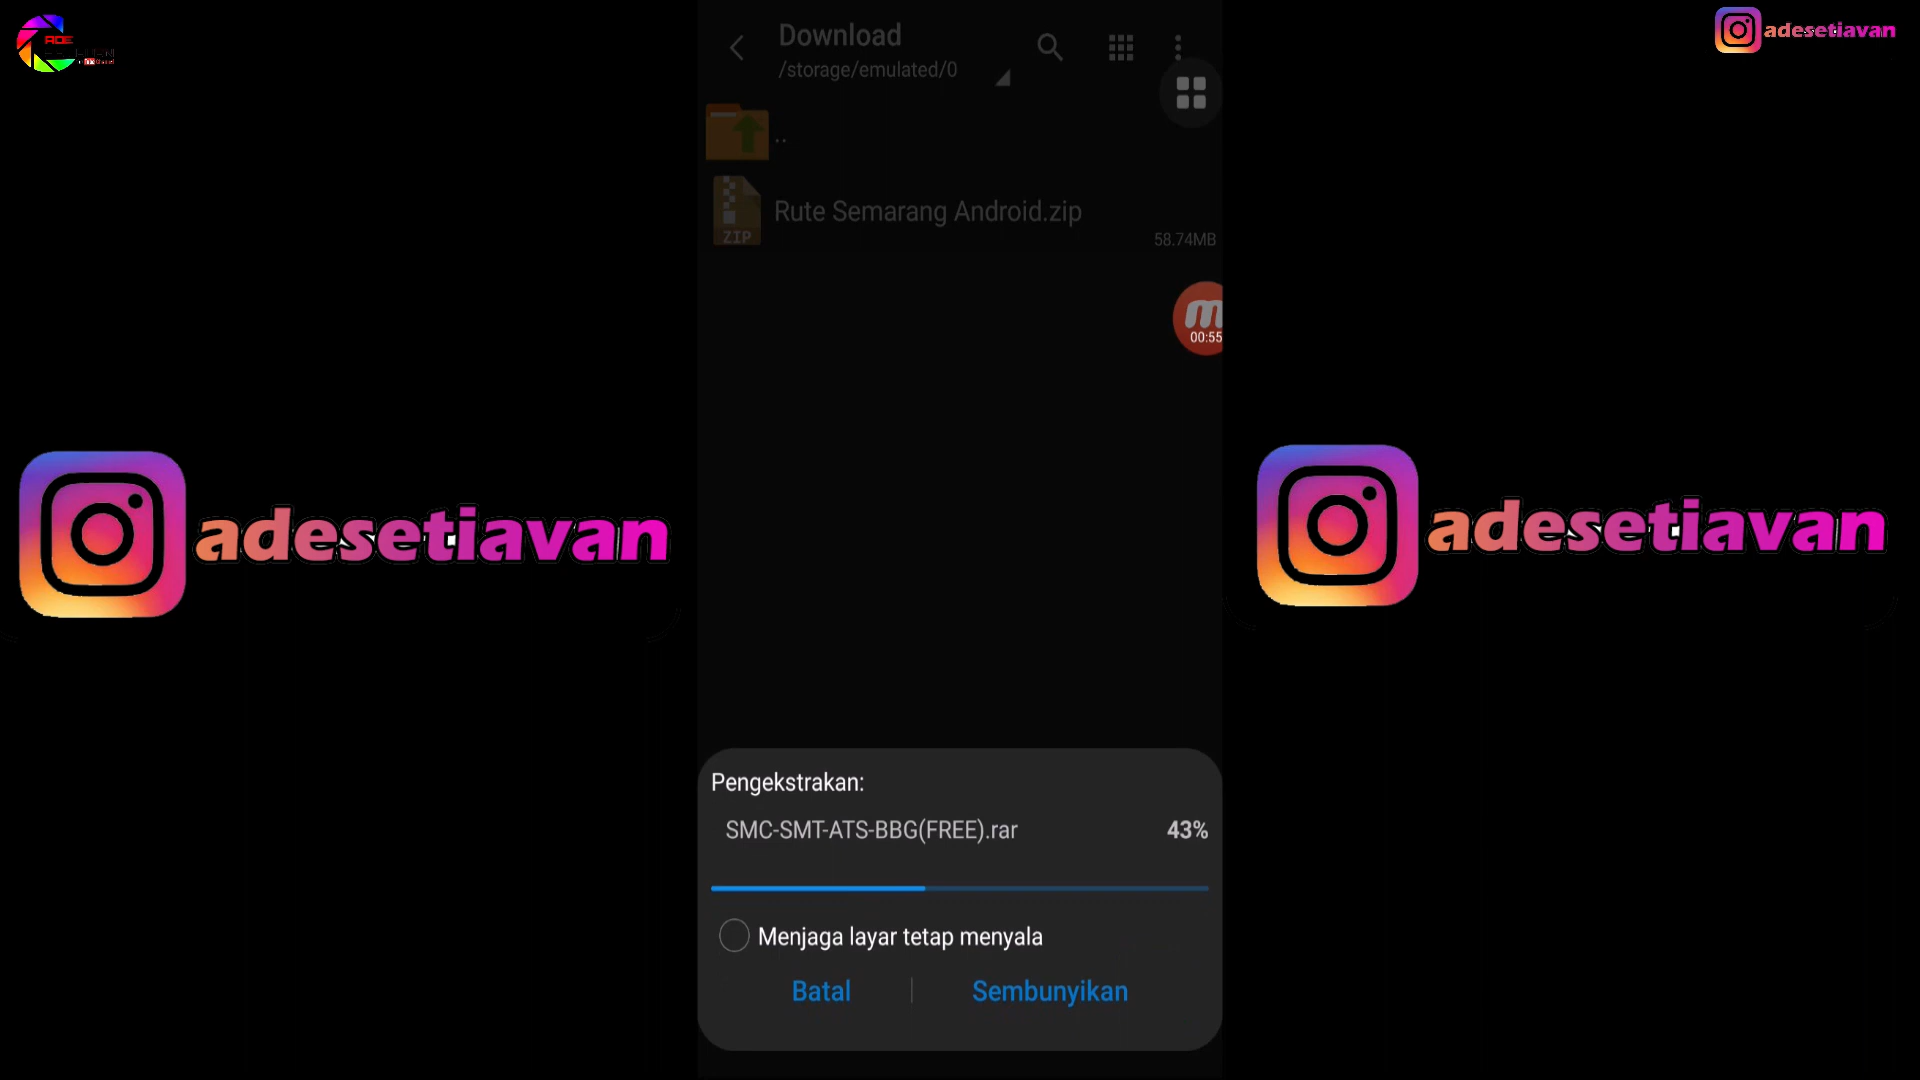 ADE
adesetiavan
Download
/storage/emulated/0
..
ZIP
Rute Semarang Android.zip
58.74MB
00:55
adesetiavan
adesetiavan
Pengekstrakan:
SMC-SMT-ATS-BBG(FREE).rar
43%
Menjaga layar tetap menyala
Batal
Sembunyikan